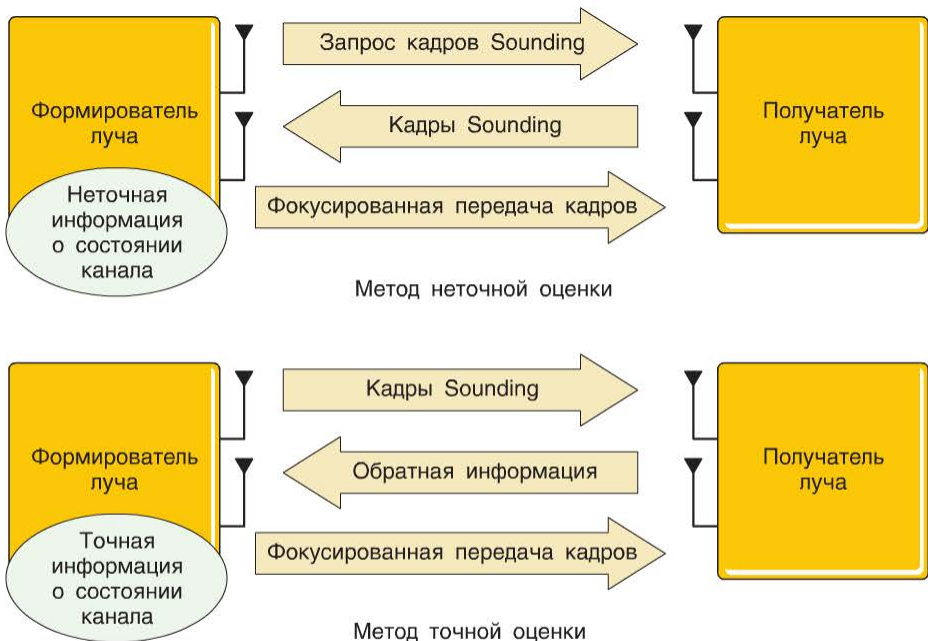 Формирователь
луча
Неточная
информация
о состоянии
канала
Запрос кадров Sounding
Кадры Sounding
Фокусированная передача кадров
Получатель
луча
Метод неточной оценки
Формирователь
луча
Точная
информация
о состоянии
канала
Кадры Sounding
Обратная информация
Фокусированная передача кадров
Получатель
луча
Метод точной оценки